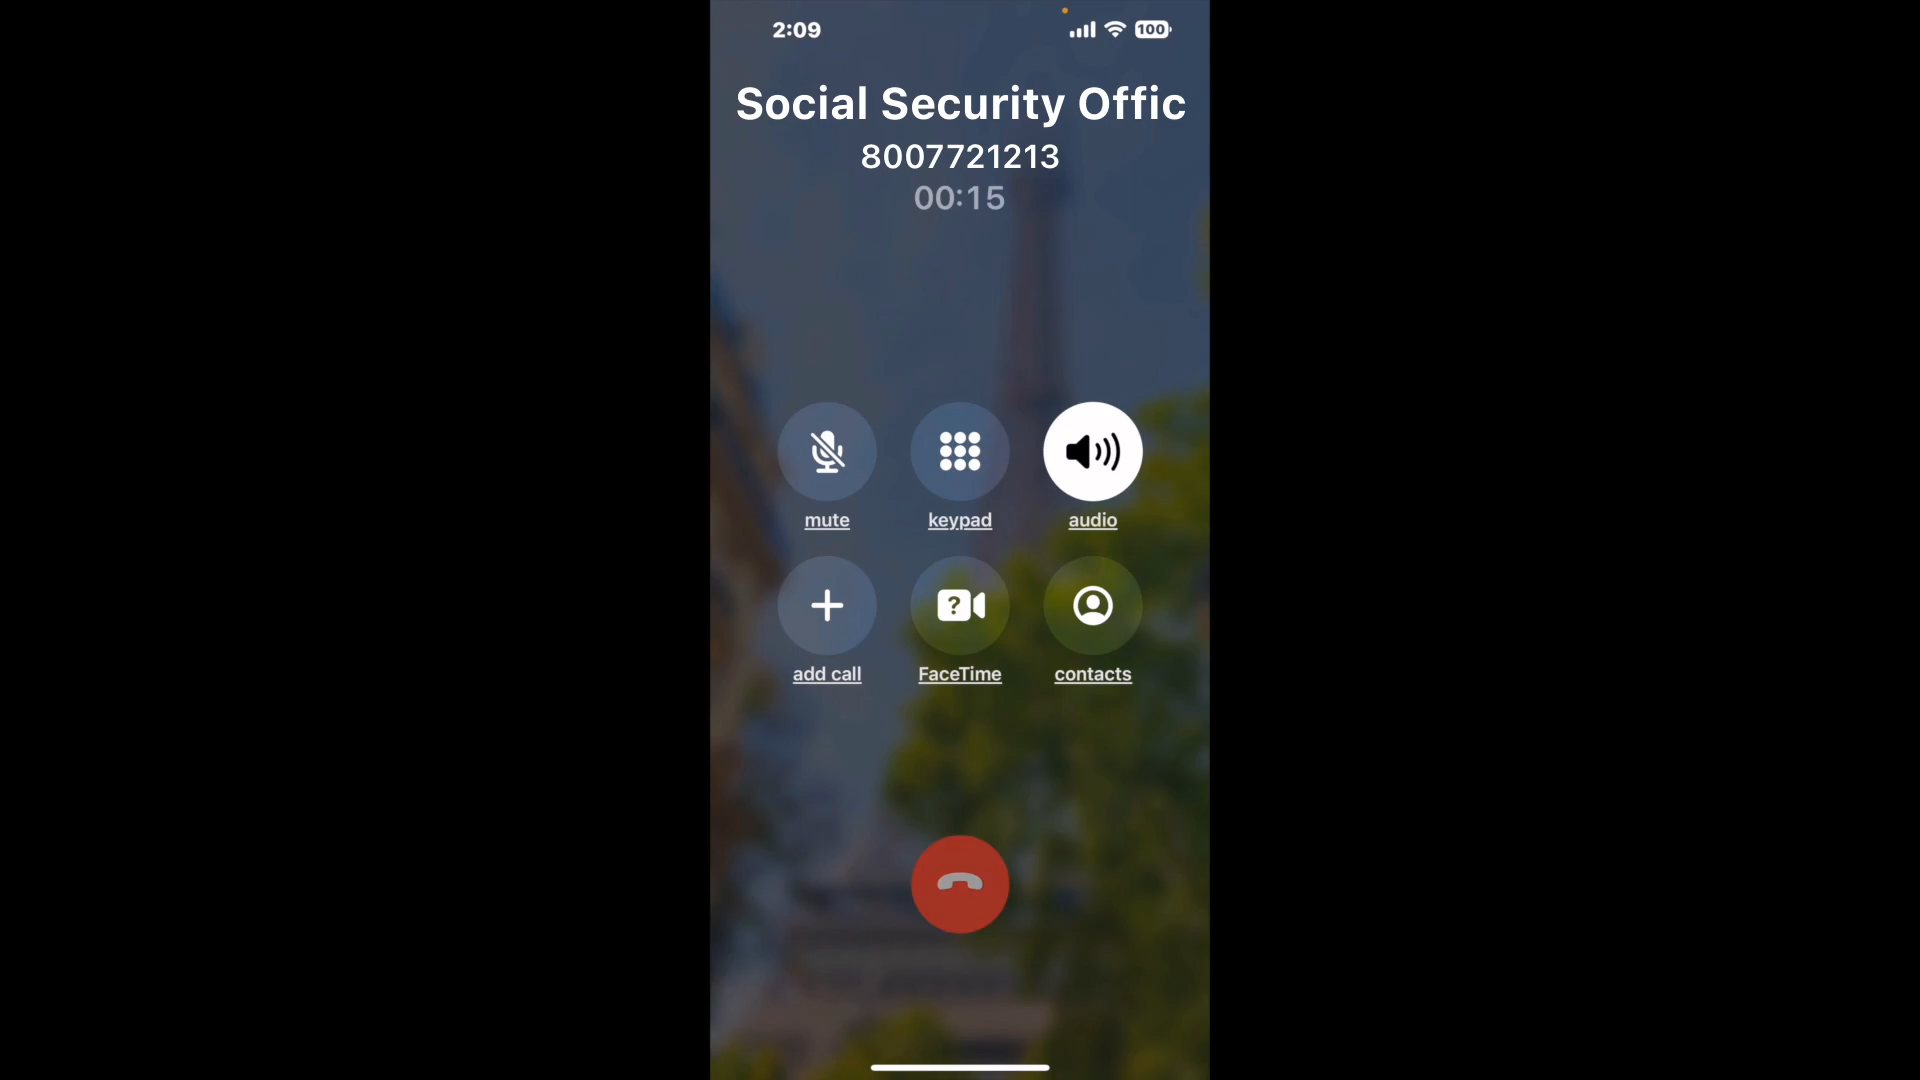 2:09
100
Social Security Offic
8007721213
00:15
mute
keypad
audio
?
add call
FaceTime
contacts